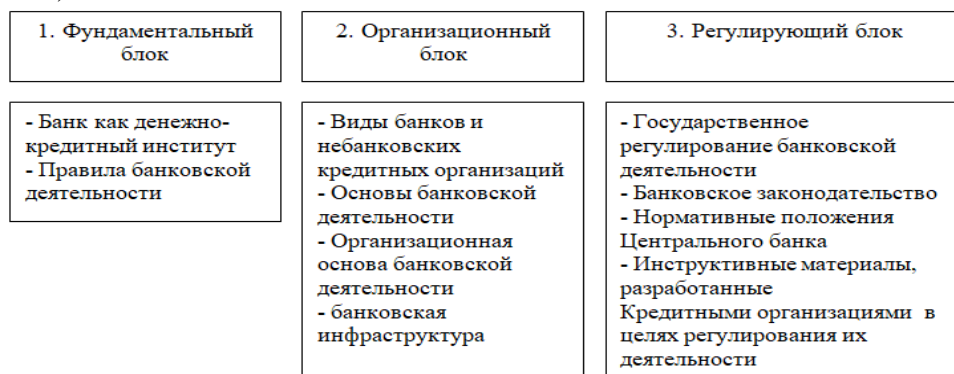 1. Фундаментальный
блок
2. Организационный
блок
3. Регулирующий блок
- Банк как денежно-
кредитный институт
- Правила банковской
деятельности
- Виды банков и
небанковских
кредитных организаций
- Основы банковской
деятельности
- Организационная
основа банковской
деятельности
- банковская
инфраструктура
- Государственное
регулирование банковской
деятельности
- Банковское законодательство
- Нормативные положения
Центрального банка
- Инструктивные материалы,
разработанные
Кредитными организациями в
целях регулирования их
деятельности